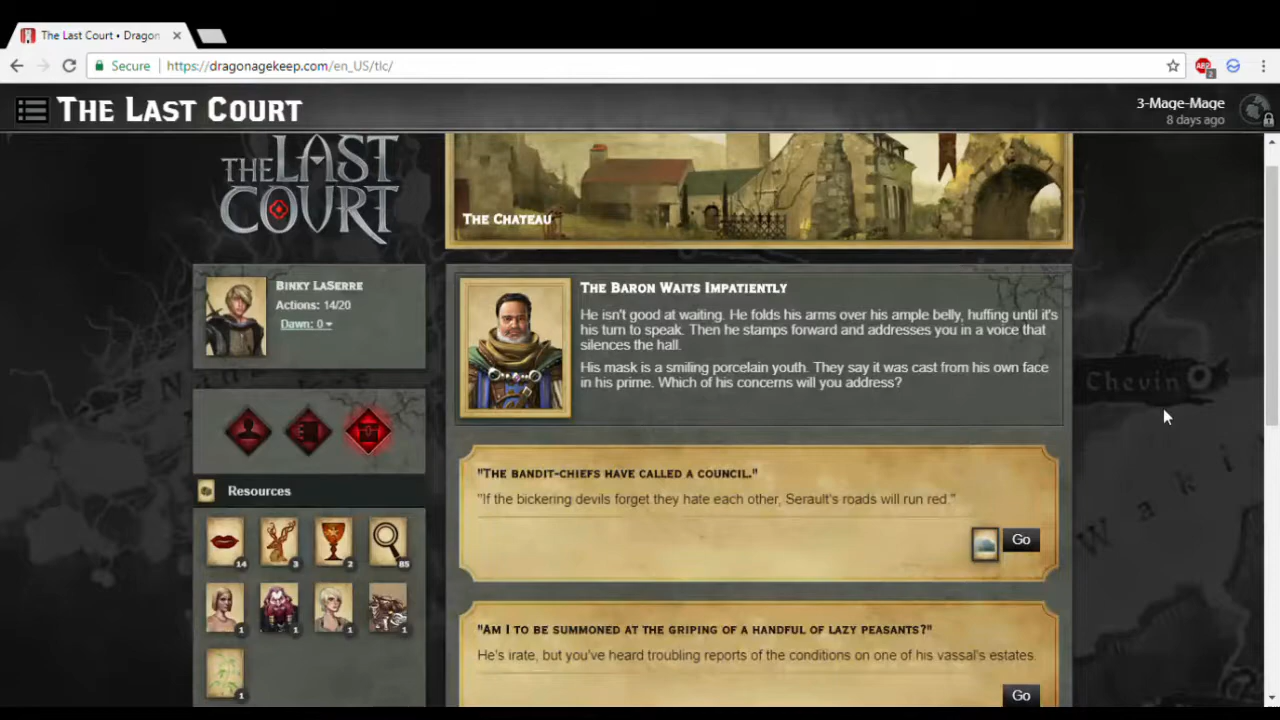 The Last Court • Dragon
Secure
https://dragonagekeep.com/en_US/tlc/
ABP
2
THE LAST COURT
3-Mage-Mage
8 days ago
THE LAST
COURT
THE CHATEAU
BINKY LASERRE
Actions: 14/20
Dawn: 0
THE BARON WAITS IMPATIENTLY
He isn't good at waiting. He folds his arms over his ample belly, huffing until it's
his turn to speak. Then he stamps forward and addresses you in a voice that
silences the hall.
His mask is a smiling porcelain youth. They say it was cast from his own face
in his prime. Which of his concerns will you address?
Chevin
Resources
14
3
2
85
1
1
1
1
1
"THE BANDIT-CHIEFS HAVE CALLED A COUNCIL."
"If the bickering devils forget they hate each other, Serault's roads will run red."
Go
"AM I TO BE SUMMONED AT THE GRIPING OF A HANDFUL OF LAZY PEASANTS?"
He's irate, but you've heard troubling reports of the conditions on one of his vassal's estates.
Go